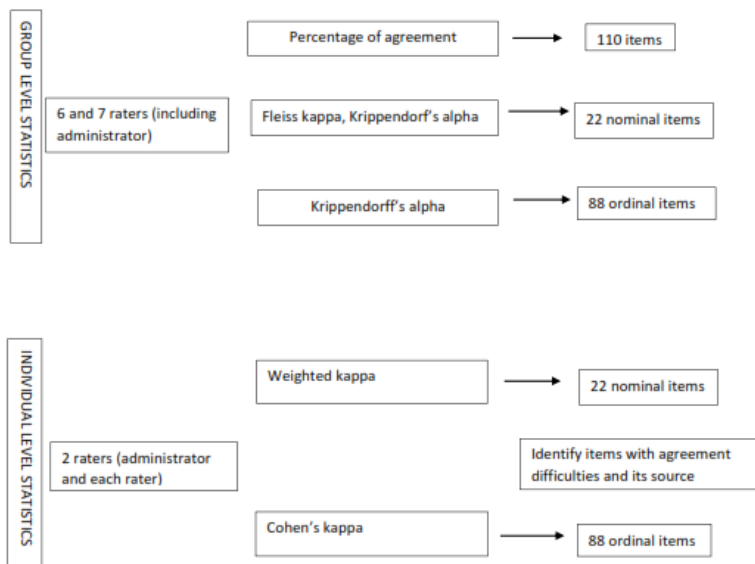 GROUP LEVEL STATISTICS
Percentage of agreement
110 items
6 and 7 raters (including
administrator)
Fleiss kappa, Krippendorf's alpha
22 nominal items
Krippendorff's alpha
88 ordinal items
INDIVIDUAL LEVEL STATISTICS
Weighted kappa
22 nominal items
2 raters (administrator
and each rater)
Identify items with agreement
difficulties and its source
Cohen's kappa
88 ordinal items